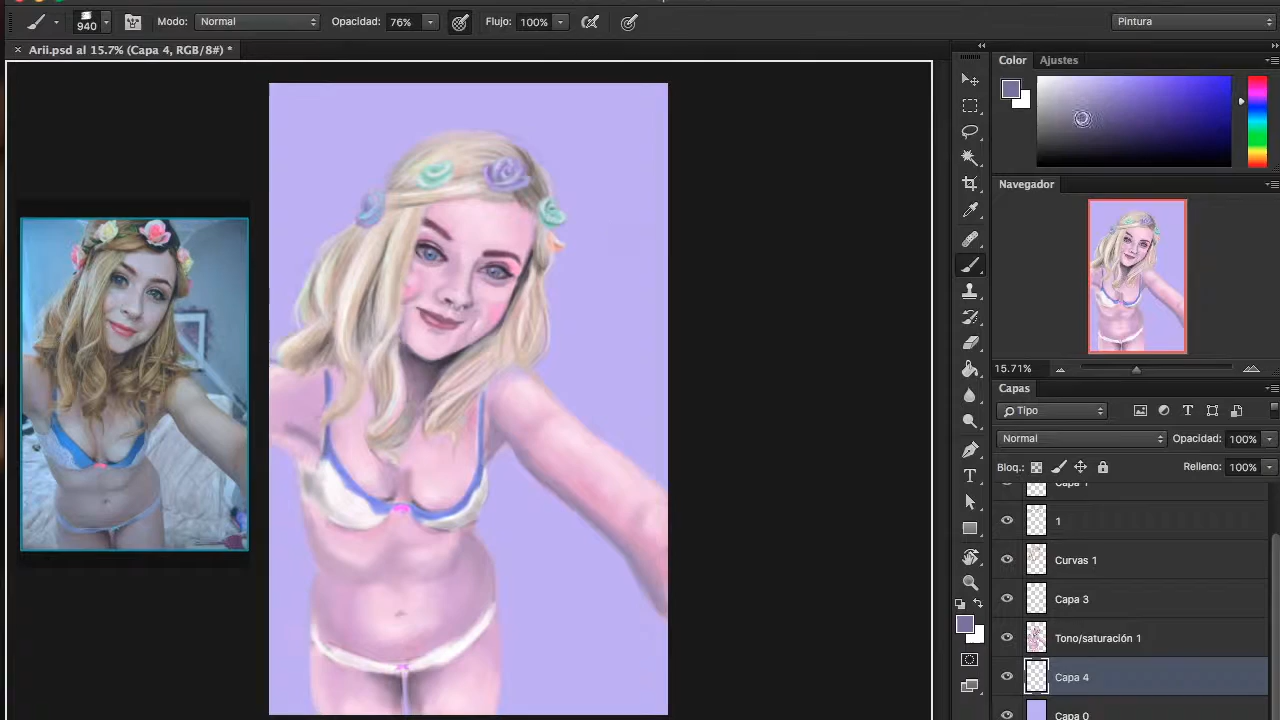 940 Modo: Normal Opacidad: 76% Flujo: 100% Pintura
× Arii.psd al 15.7% (Capa 4, RGB/8#) *
Color Ajustes
Navegador
15.71%
Capas
Tipo
Normal Opacidad: 100%
Bloq.: Relleno: 100%
Capa 1
1
Curvas 1
Capa 3
Tono/saturación 1
Capa 4
Capa 0